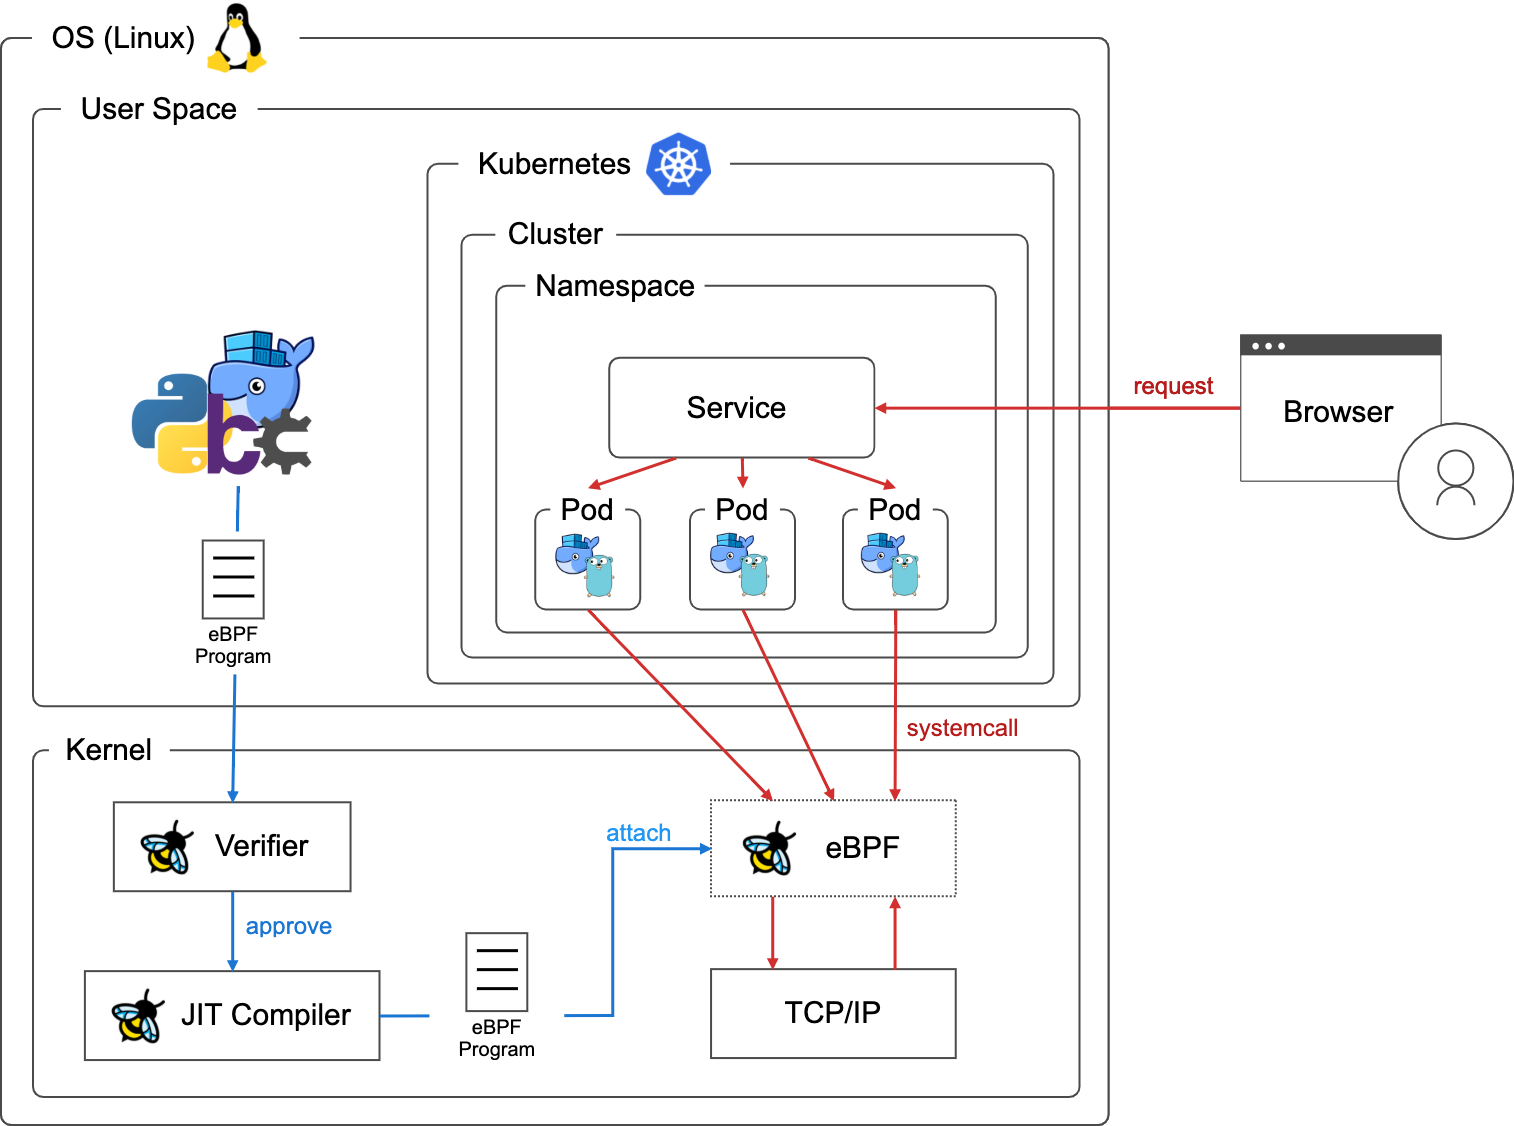 OS (Linux)
User Space
Kubernetes
Cluster
Namespace
Service
request
Browser
Pod
Pod
Pod
eBPF
Program
systemcall
Kernel
Verifier
attach
eBPF
approve
JIT Compiler
eBPF
Program
TCP/IP